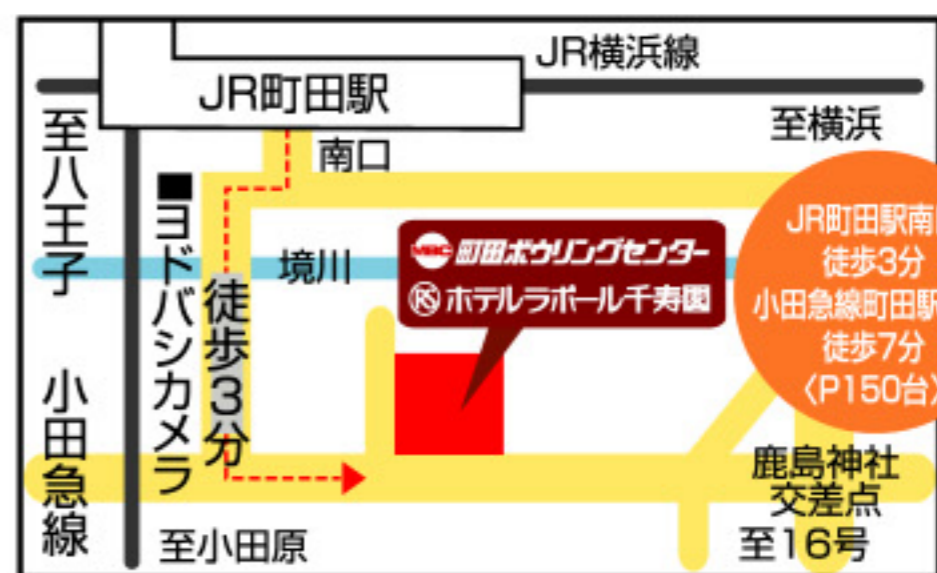 JR横浜線
JR町田駅
至横浜
至八王子
南口
■ヨドバシカメラ
境川
MBC 町田ボウリングセンター
ホテルラポール千寿閣
徒歩3分
JR町田駅南
徒歩3分
小田急線町田駅
徒歩7分
〈P150台〉
小田急線
鹿島神社
交差点
至小田原
至16号